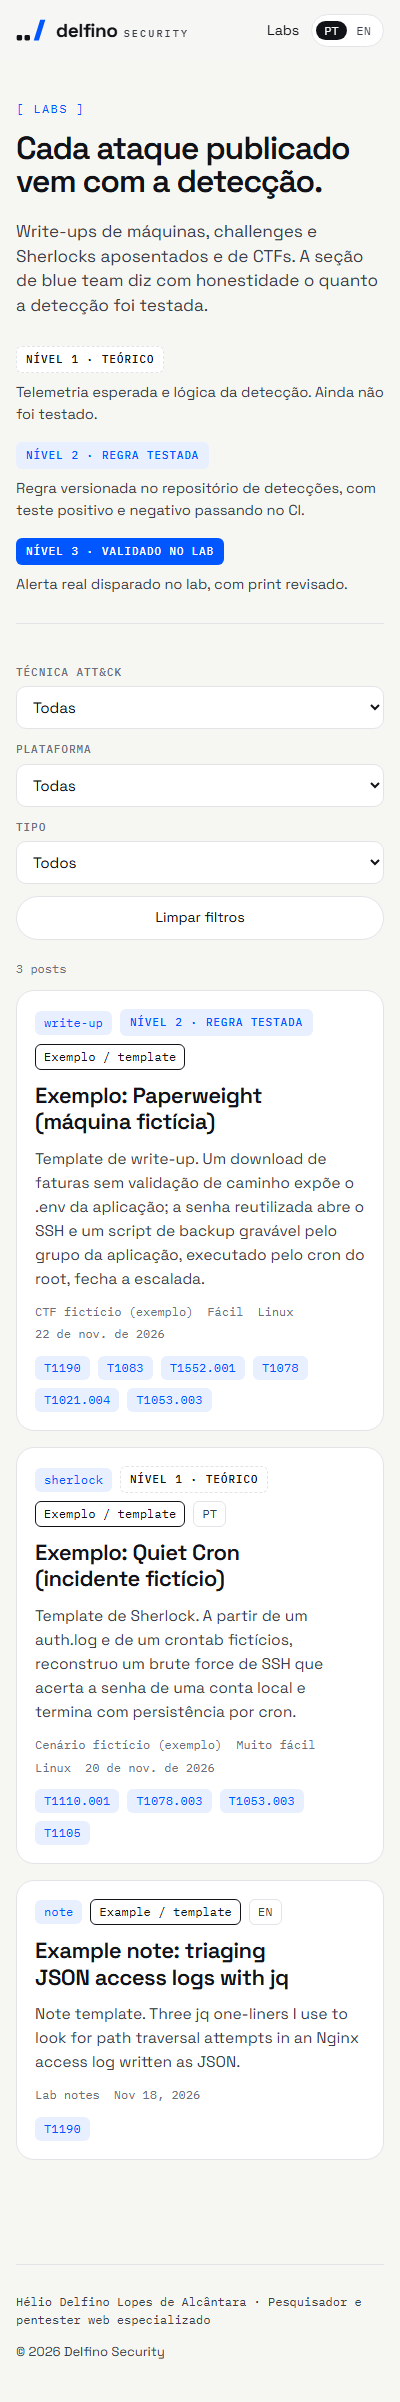 delfino SECURITY
Labs
PT EN
[ LABS ]
Cada ataque publicado
vem com a detecção.
Write-ups de máquinas, challenges e
Sherlocks aposentados e de CTFs. A seção
de blue team diz com honestidade o quanto
a detecção foi testada.
NÍVEL 1 · TEÓRICO
Telemetria esperada e lógica da detecção. Ainda não
foi testado.
NÍVEL 2 · REGRA TESTADA
Regra versionada no repositório de detecções, com
teste positivo e negativo passando no CI.
NÍVEL 3 · VALIDADO NO LAB
Alerta real disparado no lab, com print revisado.
TÉCNICA ATT&CK
Todas
PLATAFORMA
Todas
TIPO
Todos
Limpar filtros
3 posts
write-up NÍVEL 2 · REGRA TESTADA
Exemplo / template
Exemplo: Paperweight
(máquina fictícia)
Template de write-up. Um download de
faturas sem validação de caminho expõe o
.env da aplicação; a senha reutilizada abre o
SSH e um script de backup gravável pelo
grupo da aplicação, executado pelo cron do
root, fecha a escalada.
CTF fictício (exemplo) Fácil Linux
22 de nov. de 2026
T1190 T1083 T1552.001 T1078
T1021.004 T1053.003
sherlock NÍVEL 1 · TEÓRICO
Exemplo / template PT
Exemplo: Quiet Cron
(incidente fictício)
Template de Sherlock. A partir de um
auth.log e de um crontab fictícios,
reconstruo um brute force de SSH que
acerta a senha de uma conta local e
termina com persistência por cron.
Cenário fictício (exemplo) Muito fácil
Linux 20 de nov. de 2026
T1110.001 T1078.003 T1053.003
T1105
note Example / template EN
Example note: triaging
JSON access logs with jq
Note template. Three jq one-liners I use to
look for path traversal attempts in an Nginx
access log written as JSON.
Lab notes Nov 18, 2026
T1190
Hélio Delfino Lopes de Alcântara · Pesquisador e
pentester web especializado
© 2026 Delfino Security